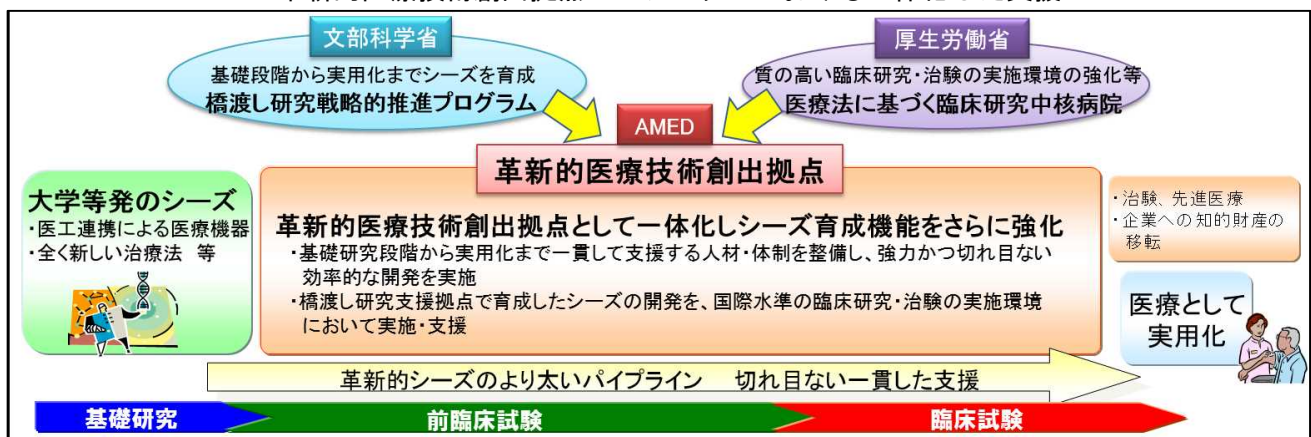 文部科学省
基礎段階から実用化までシーズを育成
橋渡し研究戦略的推進プログラム
厚生労働省
質の高い臨床研究・治験の実施環境の強化等
医療法に基づく臨床研究中核病院
AMED
革新的医療技術創出拠点
大学等発のシーズ
・医工連携による医療機器
・全く新しい治療法　等
革新的医療技術創出拠点として一体化しシーズ育成機能をさらに強化
・基礎研究段階から実用化まで一貫して支援する人材・体制を整備し、強力かつ切れ目ない
効率的な開発を実施
・橋渡し研究支援拠点で育成したシーズの開発を、国際水準の臨床研究・治験の実施環境
において実施・支援
・治験、先進医療
・企業への知的財産の
移転
医療として
実用化
革新的シーズのより太いパイプライン　切れ目ない一貫した支援
基礎研究
前臨床試験
臨床試験